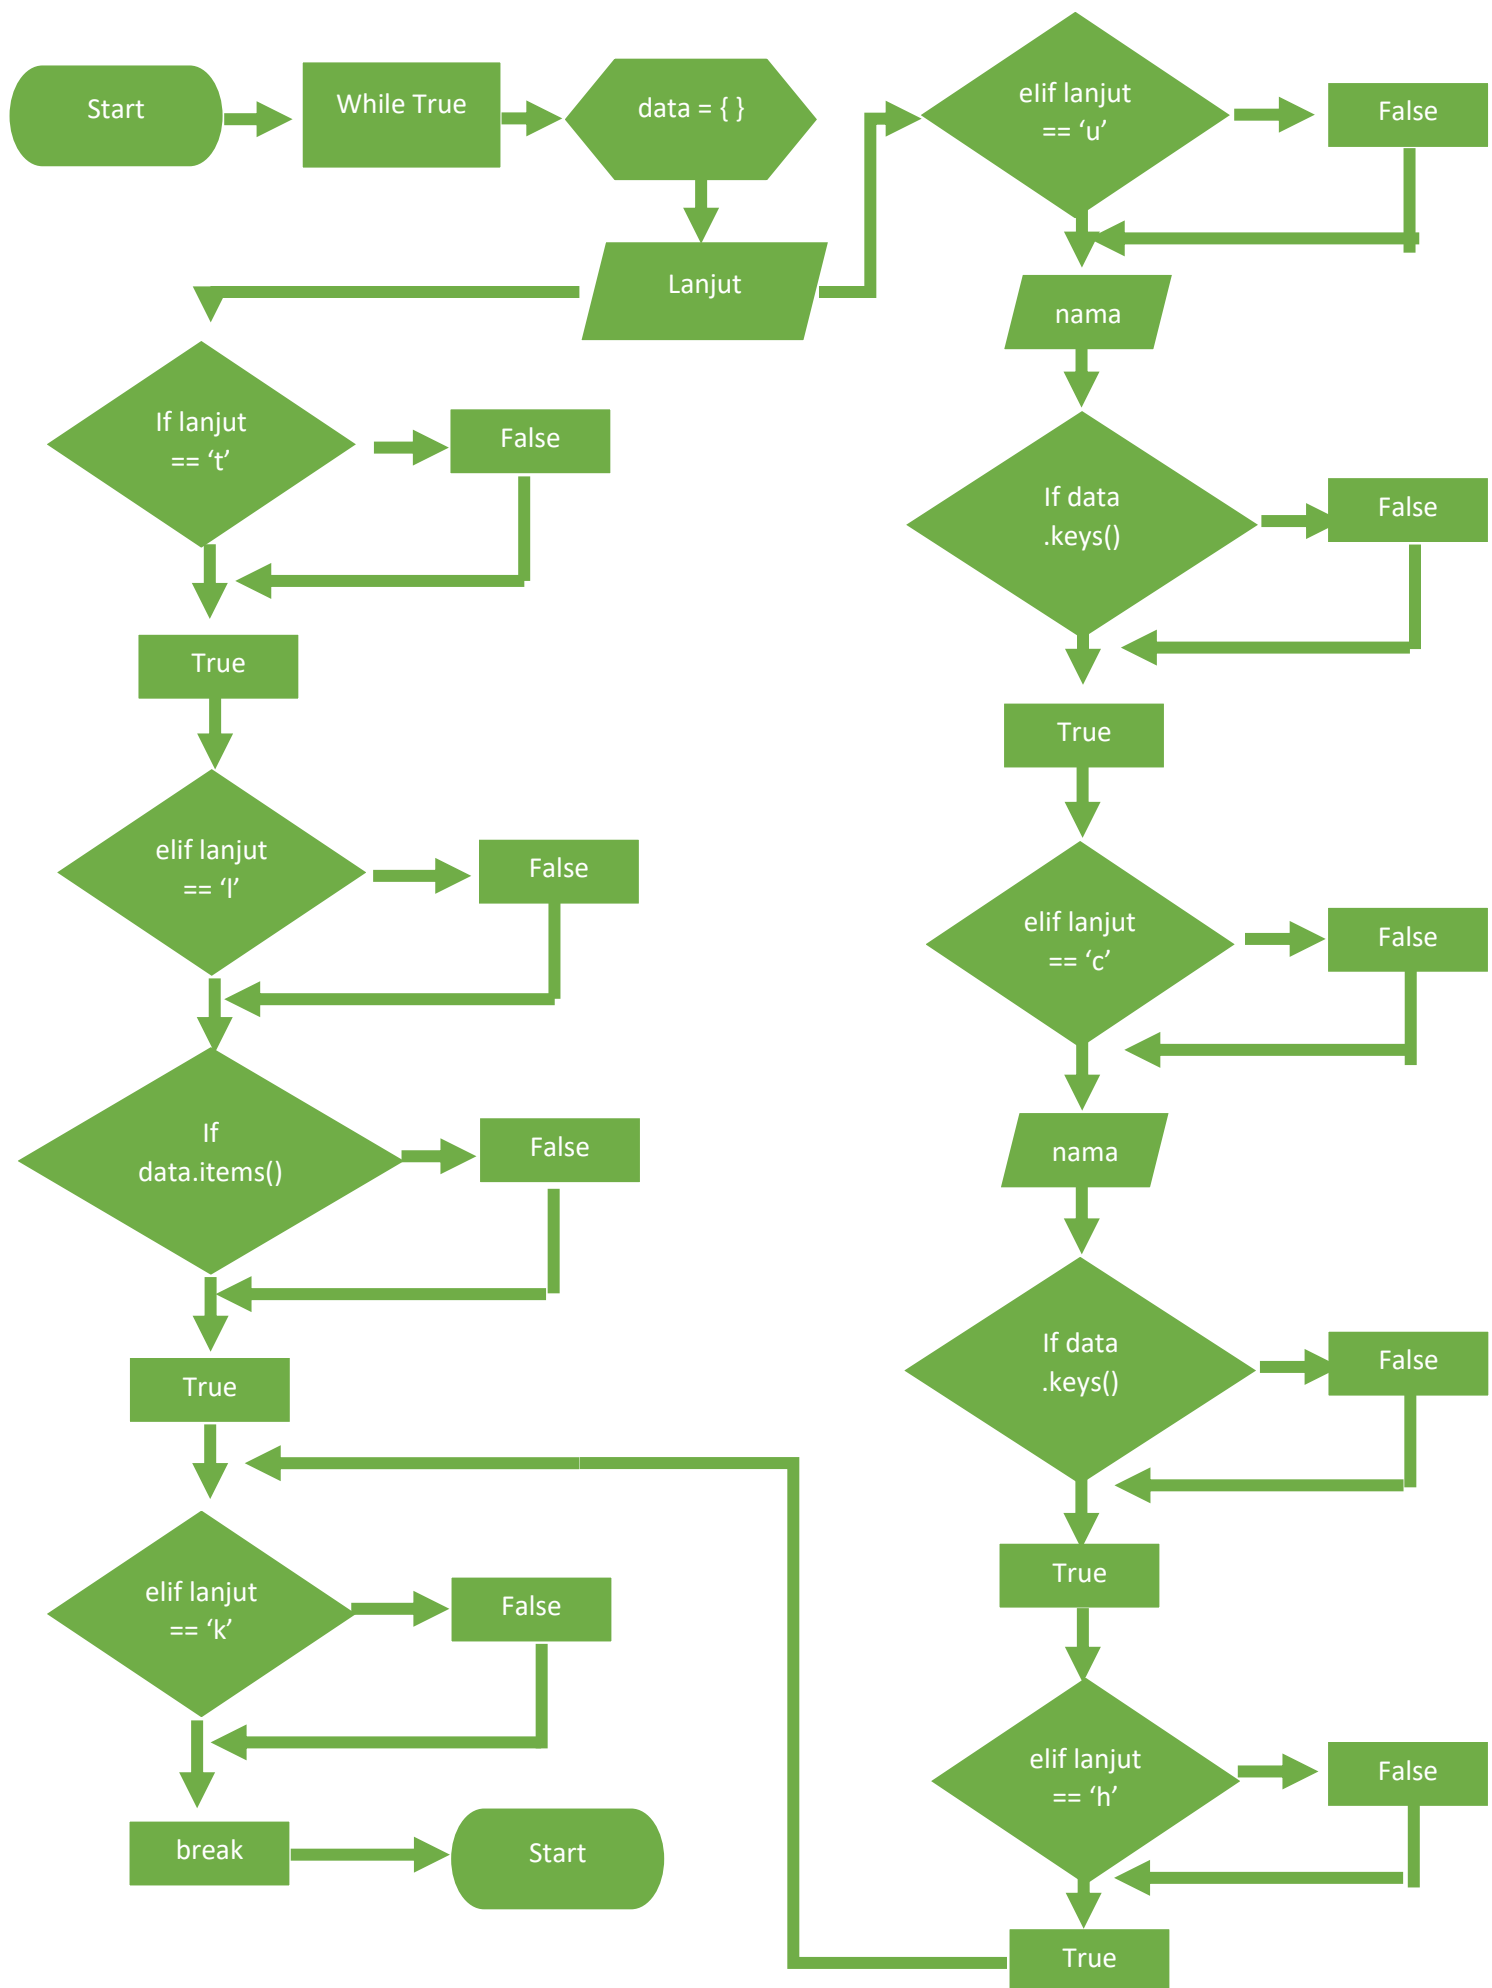 Start
While True
data = { }
Lanjut
If lanjut
== ‘t’
False
True
elif lanjut
== ‘l’
False
If
data.items()
False
True
elif lanjut
== ‘k’
False
break
Start
elif lanjut
== ‘u’
False
nama
If data
.keys()
False
True
elif lanjut
== ‘c’
False
nama
If data
.keys()
False
True
elif lanjut
== ‘h’
False
True